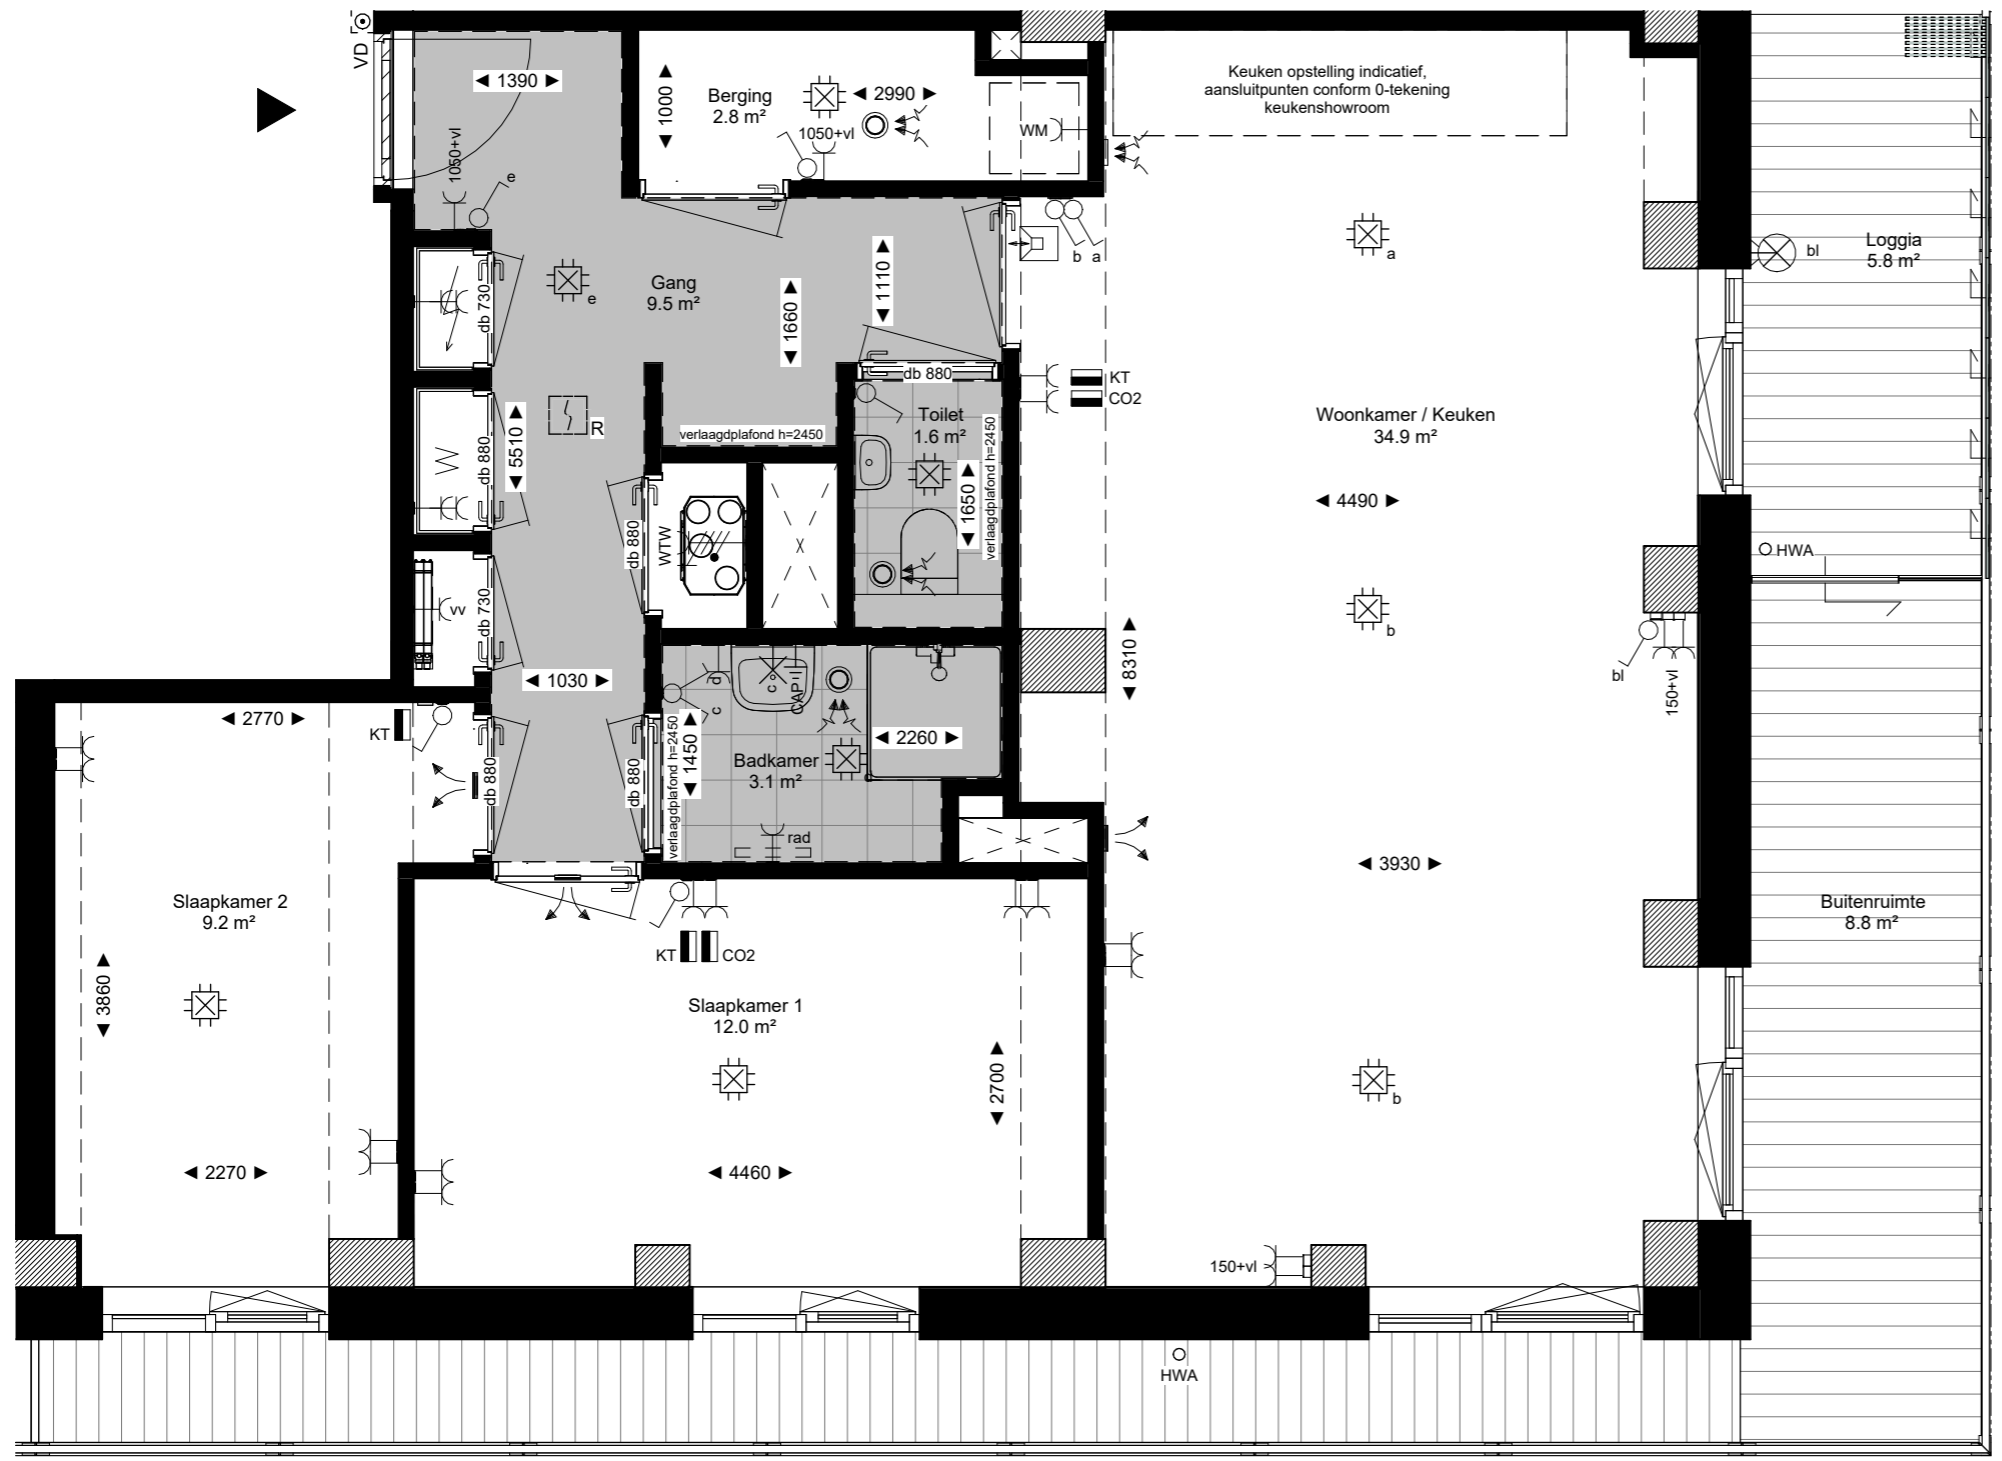 VD
1390
1000
Berging
2.8 m²
2990
1050+vl
WM
Keuken opstelling indicatief,
aansluitpunten conform 0-tekening
keukenshowroom
1050+vl
e
e
Gang
9.5 m²
1660
1110
b a
a
bl
Loggia
5.8 m²
db 730
db 880
KT
CO2
R
5510
db 880
W
verlaagdplafond h=2450
Toilet
1.6 m²
1650
verlaagdplafond h=2450
Woonkamer / Keuken
34.9 m²
4490
db 880
WTW
HWA
vv
db 730
b
8310
bl
150+vl
1030
2770
KT
db 880
db 880
d
c
c
CAP
verlaagdplafond h=2450
1450
Badkamer
3.1 m²
2260
rad
3930
Slaapkamer 2
9.2 m²
3860
2270
KT
CO2
Slaapkamer 1
12.0 m²
2700
4460
b
Buitenruimte
8.8 m²
150+vl
HWA